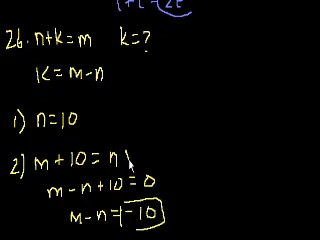 26. n+k=m k=?
k=m-n
1) n=10
2) m+10=n
m-n+10=0
m-n=-10